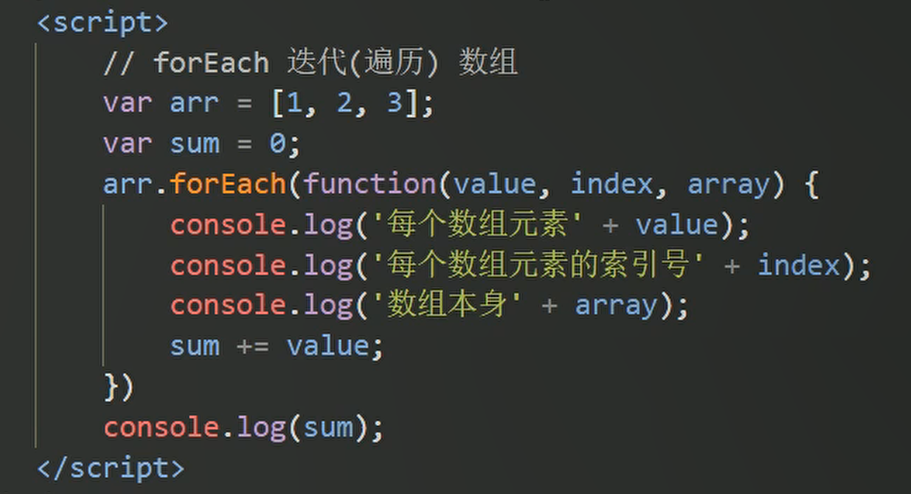 <script>
// forEach 迭代(遍历) 数组
var arr = [1, 2, 3];
var sum = 0;
arr.forEach(function(value, index, array) {
console.log('每个数组元素' + value);
console.log('每个数组元素的索引号' + index);
console.log('数组本身' + array);
sum += value;
})
console.log(sum);
</script>